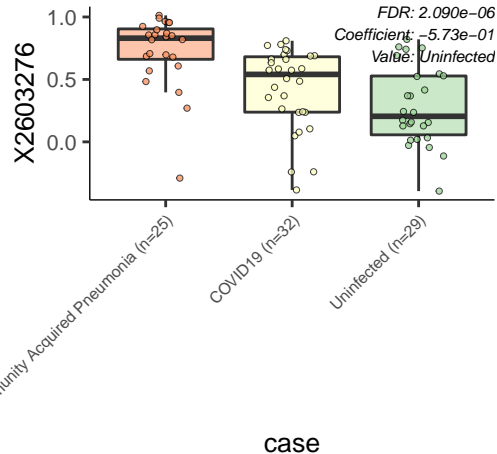 FDR: 2.090e−06
Coefficient: −5.73e−01
Value: Uninfected
X2603276
1.0
0.5
0.0
Acquired Pneumonia (n=25)
COVID19 (n=32)
Uninfected (n=29)
case